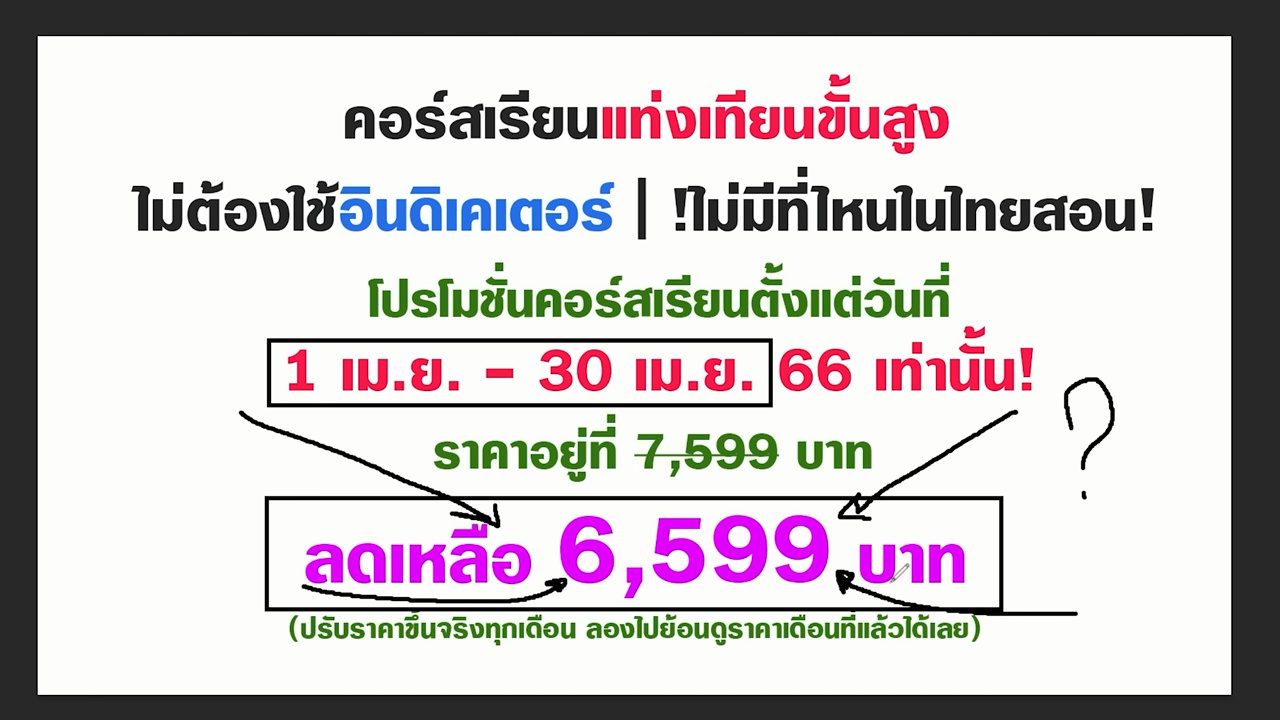 คอร์สเรียนแท่งเทียนขั้นสูง
ไม่ต้องใช้อินดิเคเตอร์ | !ไม่มีที่ไหนในไทยสอน!
โปรโมชั่นคอร์สเรียนตั้งแต่วันที่
1 เม.ย. - 30 เม.ย. 66 เท่านั้น!
ราคาอยู่ที่ 7,599 บาท
ลดเหลือ 6,599 บาท
(ปรับราคาขึ้นจริงทุกเดือน ลองไปย้อนดูราคาเดือนที่แล้วได้เลย)
?